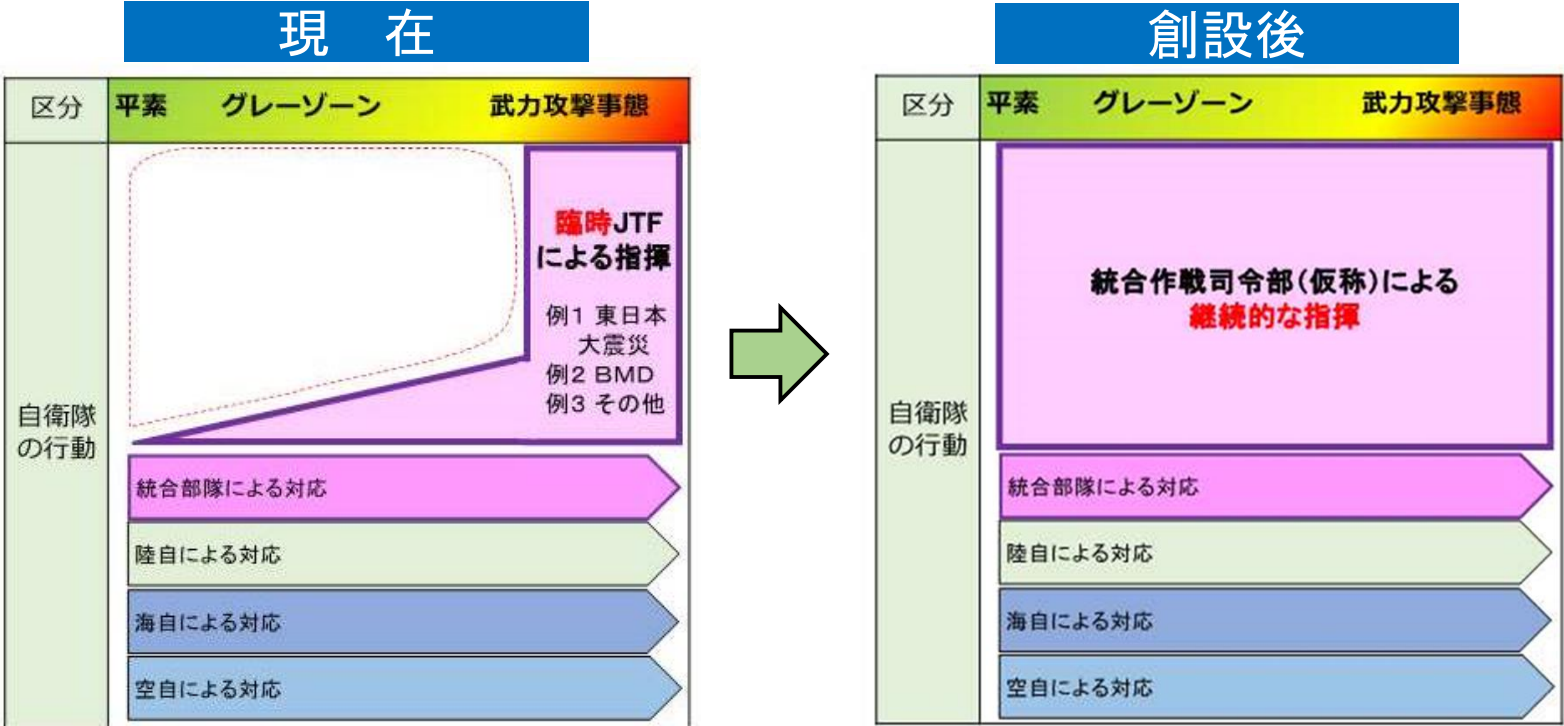 現　在
区分
平素　グレーゾーン　武力攻撃事態
臨時JTF
による指揮
例1 東日本
大震災
例2 BMD
例3 その他
自衛隊
の行動
統合部隊による対応
陸自による対応
海自による対応
空自による対応
創設後
区分
平素　グレーゾーン　武力攻撃事態
統合作戦司令部(仮称)による
継続的な指揮
自衛隊
の行動
統合部隊による対応
陸自による対応
海自による対応
空自による対応